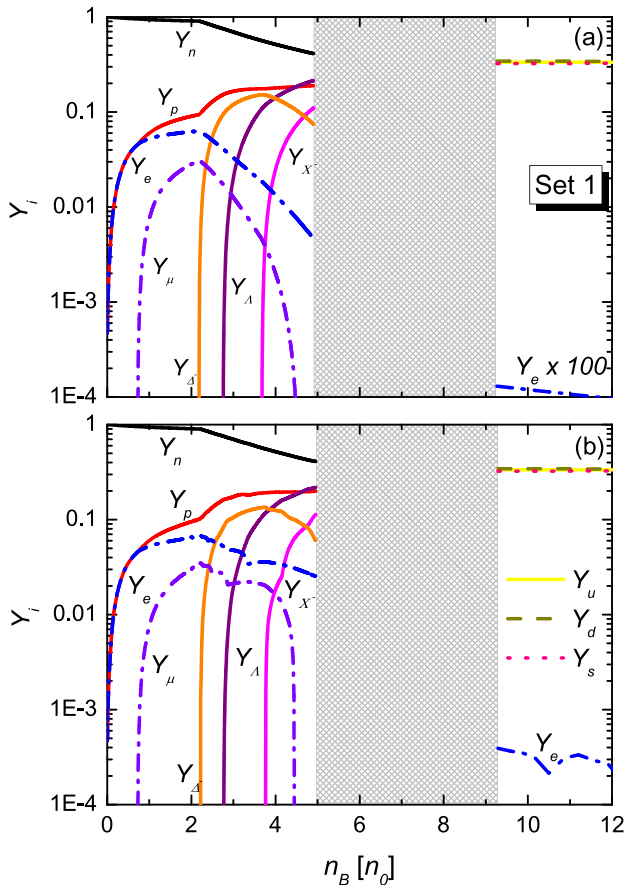 1
(a)
Y_n
Y_p
0.1
Y_e
Y_X^-
Set 1
Y_i
0.01
Y_μ
Y_Λ
1E-3
Y_Δ^-
Y_e x 100
1E-4
1
(b)
Y_n
Y_p
0.1
Y_e
Y_X^-
Y_u
Y_i
0.01
Y_d
Y_μ
Y_Λ
Y_s
1E-3
Y_Δ^-
Y_e
1E-4
0 2 4 6 8 10 12
n_B [n_0]